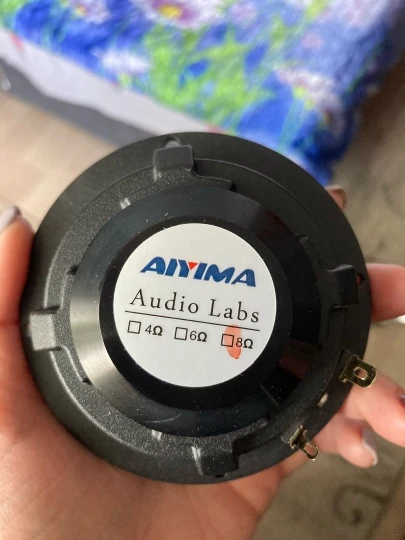 AIYIMA
Audio Labs
☐ 4Ω ☐ 6Ω ☐ 8Ω